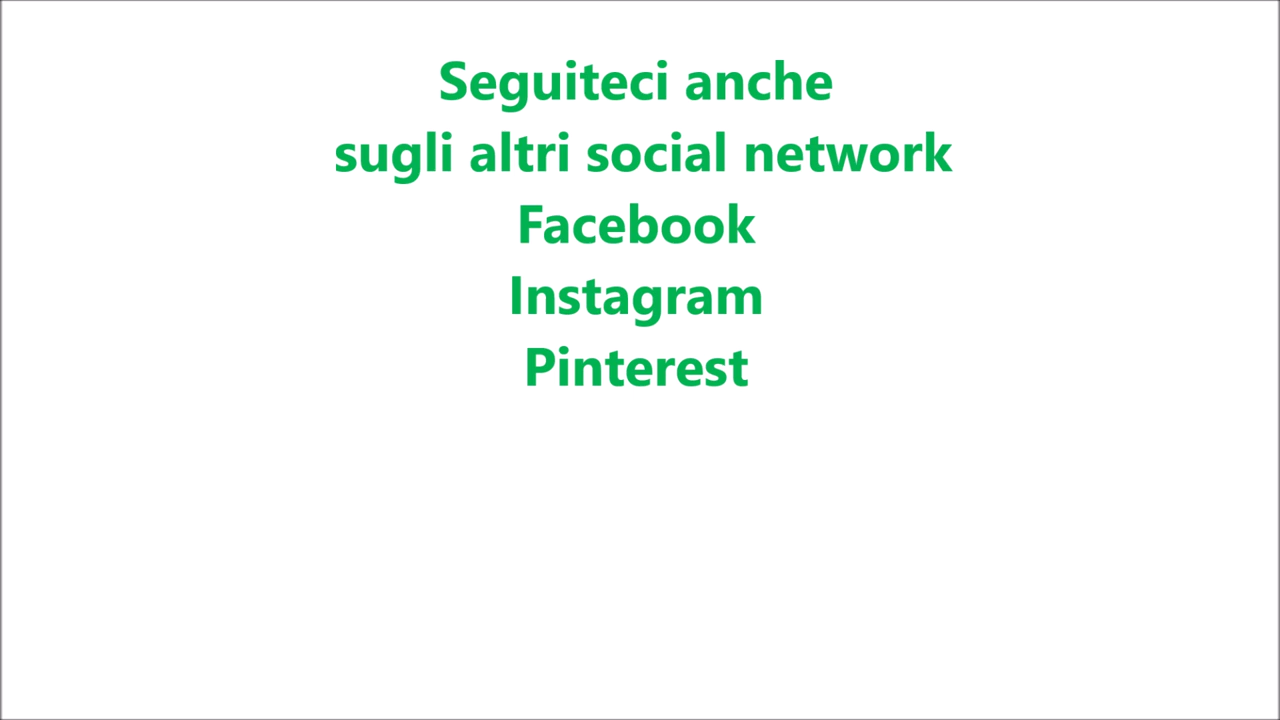 Seguiteci anche
sugli altri social network
Facebook
Instagram
Pinterest